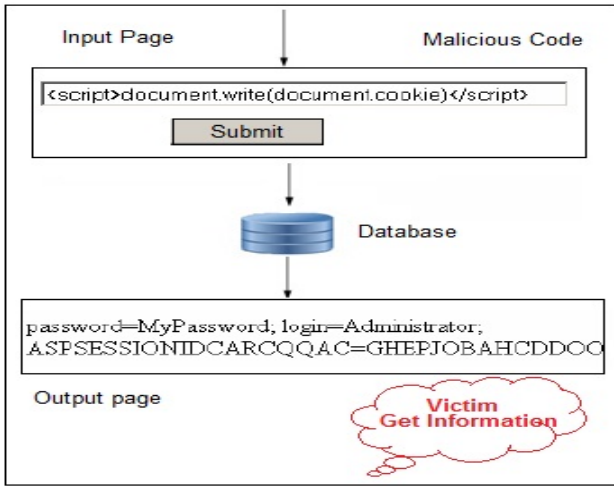 Input Page
Malicious Code
<script>document.write(document.cookie)</script>
Submit
Database
password=MyPassword; login=Administrator;
ASPSESSIONIDCARCQQAC=GHEPJOBAHCDDOO
Output page
Victim
Get Information